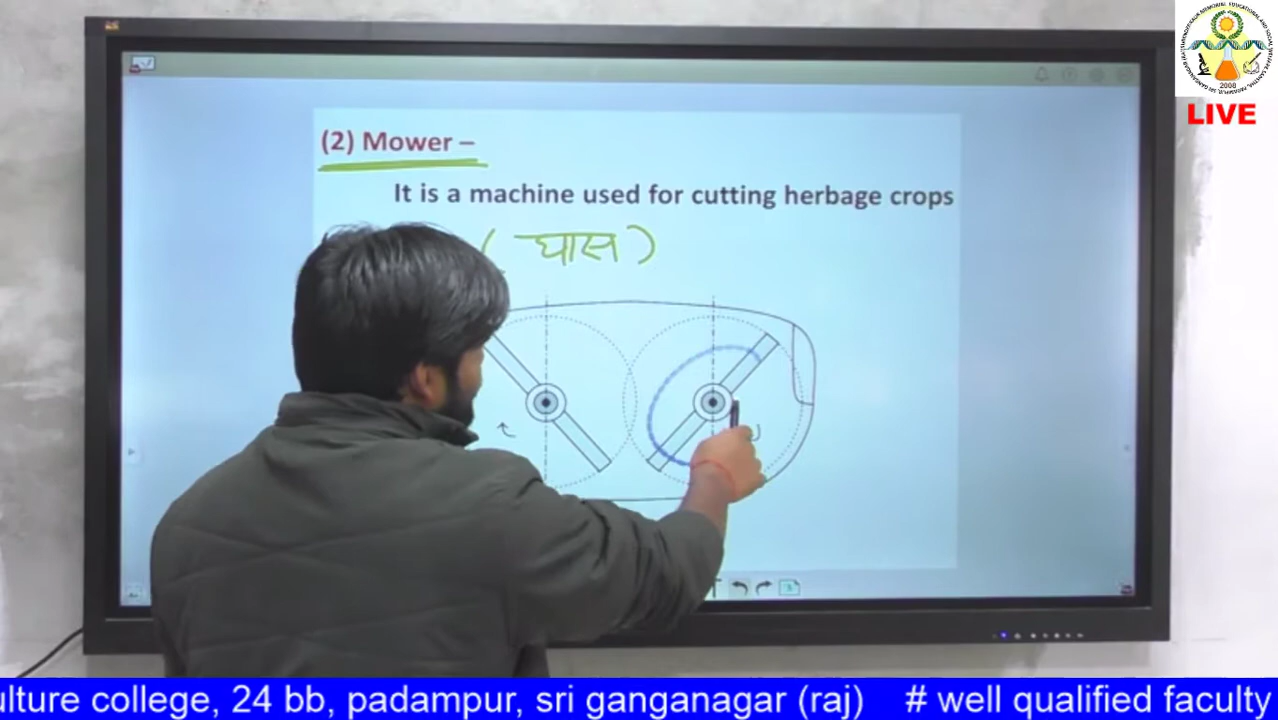 (2) Mower –
It is a machine used for cutting herbage crops
( घास )
2008
LIVE
ulture college, 24 bb, padampur, sri ganganagar (raj) # well qualified faculty